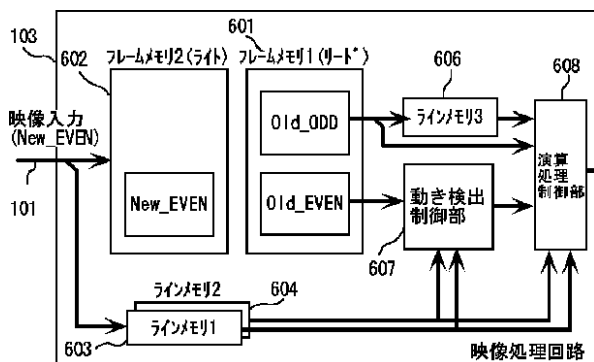 103
602
フレームメモリ2(ライト)
601
フレームメモリ1(リード)
606
608
映像入力
(New_EVEN)
101
New_EVEN
Old_ODD
Old_EVEN
ラインメモリ3
動き検出
制御部
607
演算
処理
制御部
ラインメモリ2
604
603
ラインメモリ1
映像処理回路